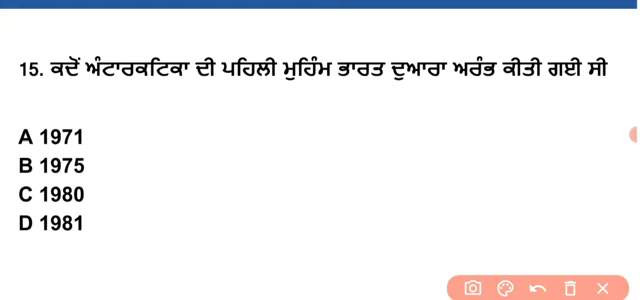 15. ਕਦੋਂ ਅੰਟਾਰਕਟਿਕਾ ਦੀ ਪਹਿਲੀ ਮੁਹਿੰਮ ਭਾਰਤ ਦੁਆਰਾ ਅਰੰਭ ਕੀਤੀ ਗਈ ਸੀ
A 1971
B 1975
C 1980
D 1981